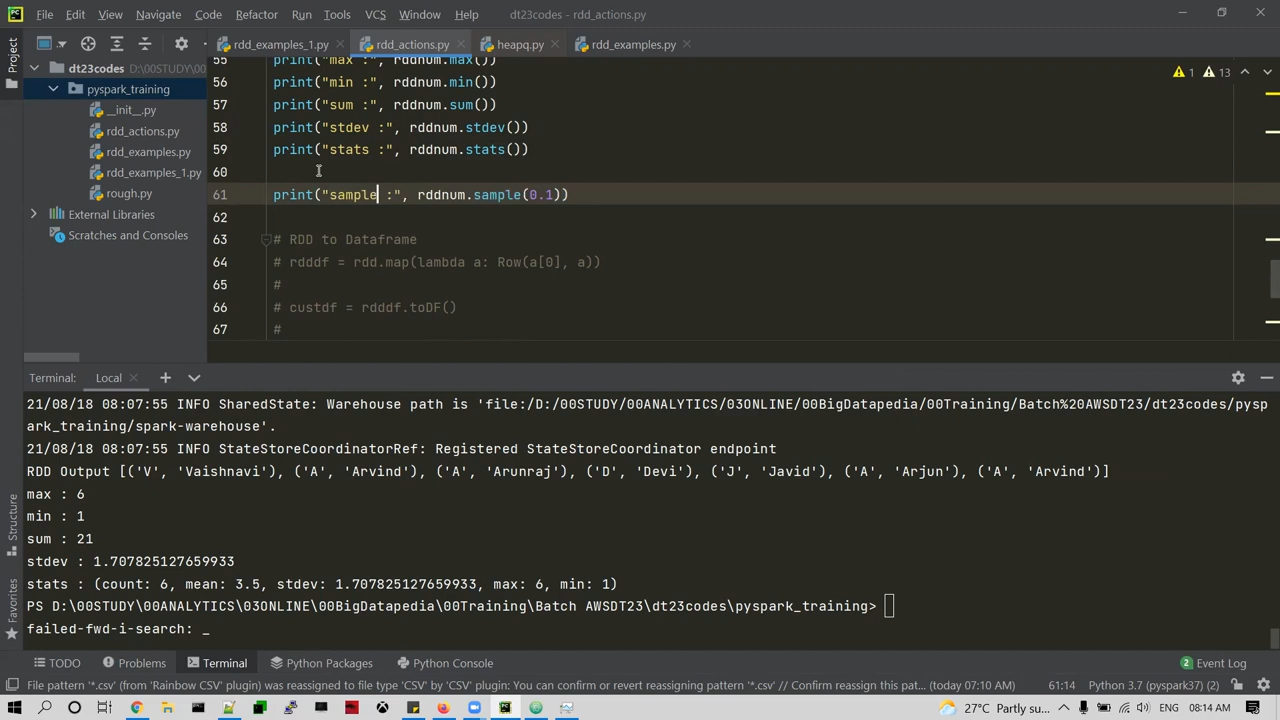 File Edit View Navigate Code Refactor Run Tools VCS Window Help dt23codes - rdd_actions.py
Project
rdd_examples_1.py rdd_actions.py heapq.py rdd_examples.py
dt23codes D:\00STUDY\00ANALYTICS
pyspark_training
__init__.py
rdd_actions.py
rdd_examples.py
rdd_examples_1.py
rough.py
External Libraries
Scratches and Consoles
1 13
55 print("max :", rddnum.max())
56 print("min :", rddnum.min())
57 print("sum :", rddnum.sum())
58 print("stdev :", rddnum.stdev())
59 print("stats :", rddnum.stats())
60
61 print("sample :", rddnum.sample(0.1))
62
63 # RDD to Dataframe
64 # rdddf = rdd.map(lambda a: Row(a[0], a))
65 #
66 # custdf = rdddf.toDF()
67 #
Terminal: Local
21/08/18 08:07:55 INFO SharedState: Warehouse path is 'file:/D:/00STUDY/00ANALYTICS/03ONLINE/00BigDatapedia/00Training/Batch%20AWSDT23/dt23codes/pysp
ark_training/spark-warehouse'.
21/08/18 08:07:55 INFO StateStoreCoordinatorRef: Registered StateStoreCoordinator endpoint
RDD Output [('V', 'Vaishnavi'), ('A', 'Arvind'), ('A', 'Arunraj'), ('D', 'Devi'), ('J', 'Javid'), ('A', 'Arjun'), ('A', 'Arvind')]
max : 6
min : 1
sum : 21
stdev : 1.707825127659933
stats : (count: 6, mean: 3.5, stdev: 1.707825127659933, max: 6, min: 1)
PS D:\00STUDY\00ANALYTICS\03ONLINE\00BigDatapedia\00Training\Batch AWSDT23\dt23codes\pyspark_training>
failed-fwd-i-search: _
Structure
Favorites
TODO Problems Terminal Python Packages Python Console 2 Event Log
File pattern '*.csv' (from 'Rainbow CSV' plugin) was reassigned to file type 'CSV' by 'CSV' plugin: You can confirm or revert reassigning pattern '*.csv' // Confirm reassign this pat... (today 07:10 AM) 61:14 Python 3.7 (pyspark37) (2)
27°C Partly su... 08:14 AM